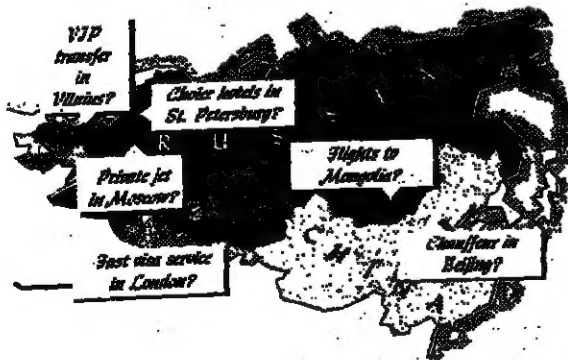 VIP
transfer
in
Vilnius?
Choice hotels in
St. Petersburg?
R U S
Flights to
Mongolia?
Private jet
in Moscow?
Chauffeur in
Beijing?
Fast visa service
in London?
C H I N A